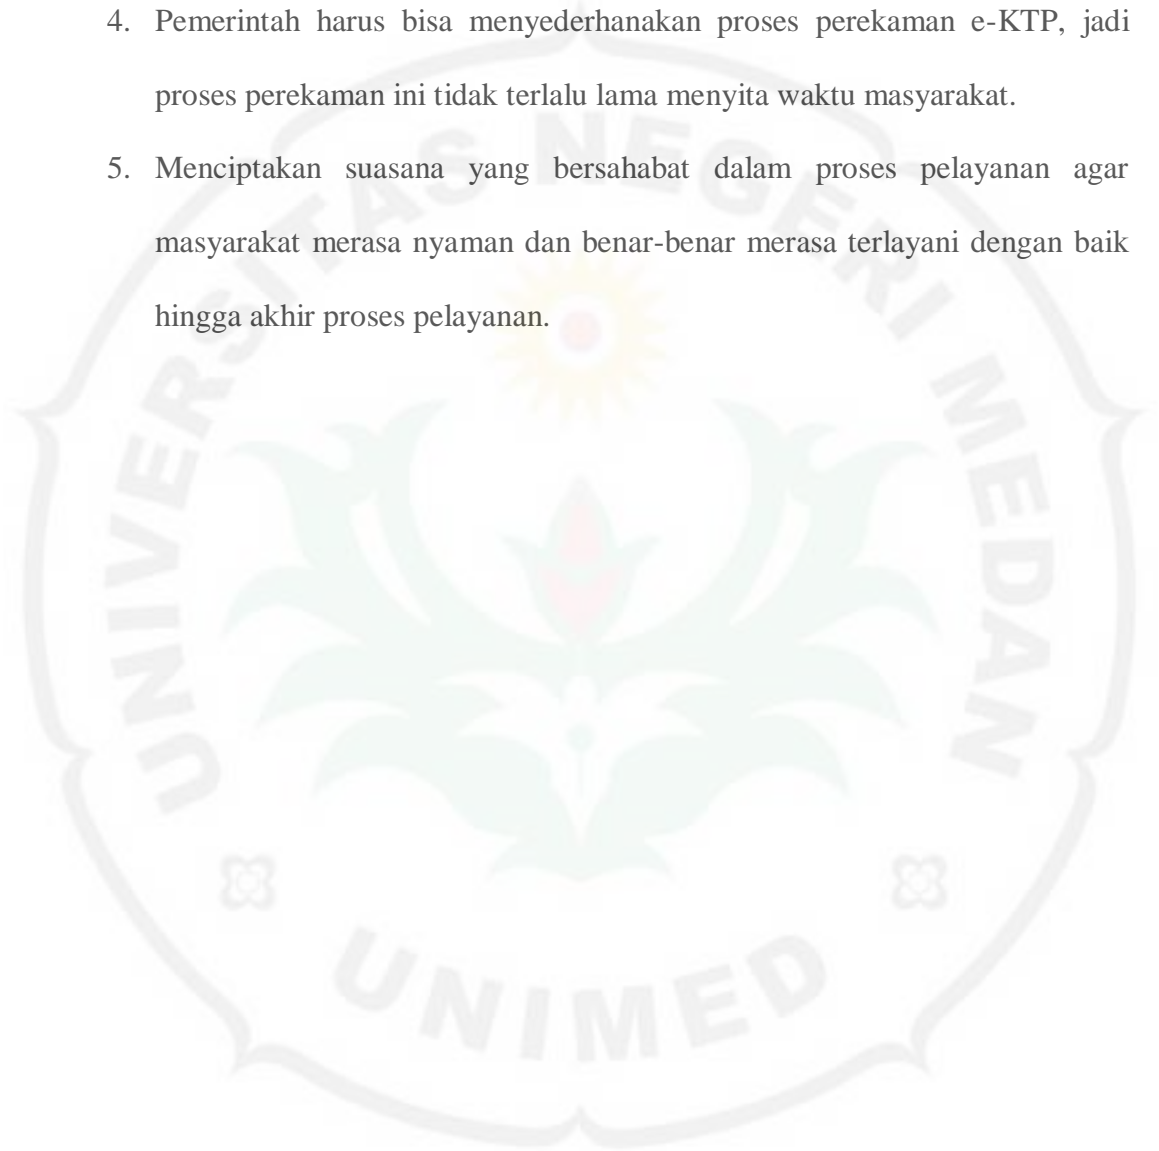 4. Pemerintah harus bisa menyederhanakan proses perekaman e-KTP, jadi
proses perekaman ini tidak terlalu lama menyita waktu masyarakat.
5. Menciptakan suasana yang bersahabat dalam proses pelayanan agar
masyarakat merasa nyaman dan benar-benar merasa terlayani dengan baik
hingga akhir proses pelayanan.
UNIVERSITAS NEGERI MEDAN
UNIMED